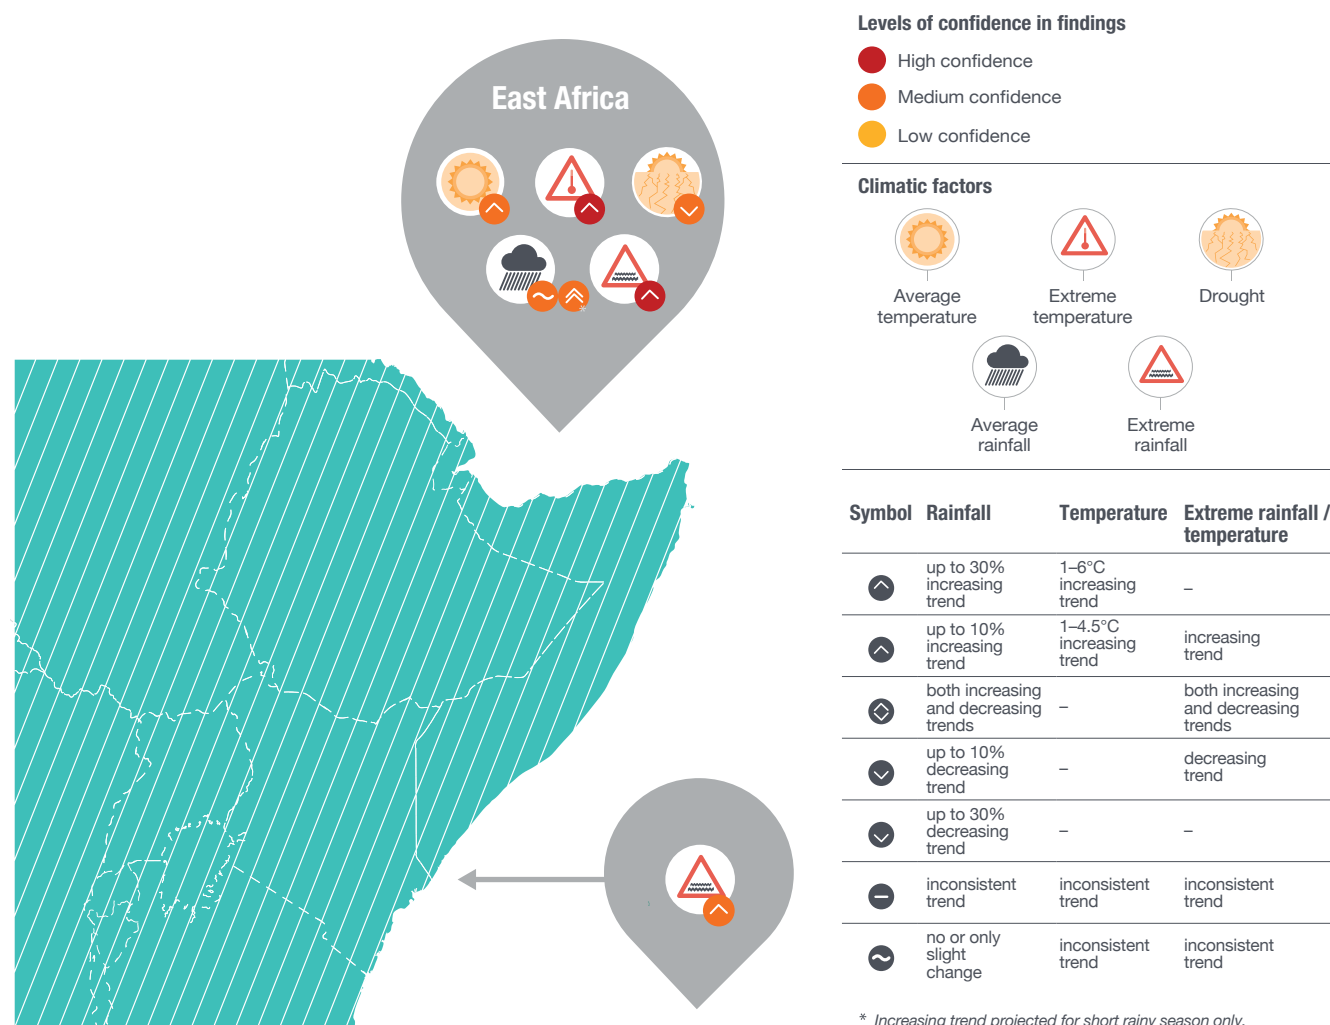 East Africa
*
Levels of confidence in findings
High confidence
Medium confidence
Low confidence
Climatic factors
Average
temperature
Extreme
temperature
Drought
Average
rainfall
Extreme
rainfall
Symbol Rainfall Temperature Extreme rainfall /
temperature
up to 30%
increasing
trend
1–6°C
increasing
trend
–
up to 10%
increasing
trend
1–4.5°C
increasing
trend
increasing
trend
both increasing
and decreasing
trends
–
both increasing
and decreasing
trends
up to 10%
decreasing
trend
–
decreasing
trend
up to 30%
decreasing
trend
–
–
inconsistent
trend
inconsistent
trend
inconsistent
trend
no or only
slight
change
inconsistent
trend
inconsistent
trend
* Increasing trend projected for short rainy season only.